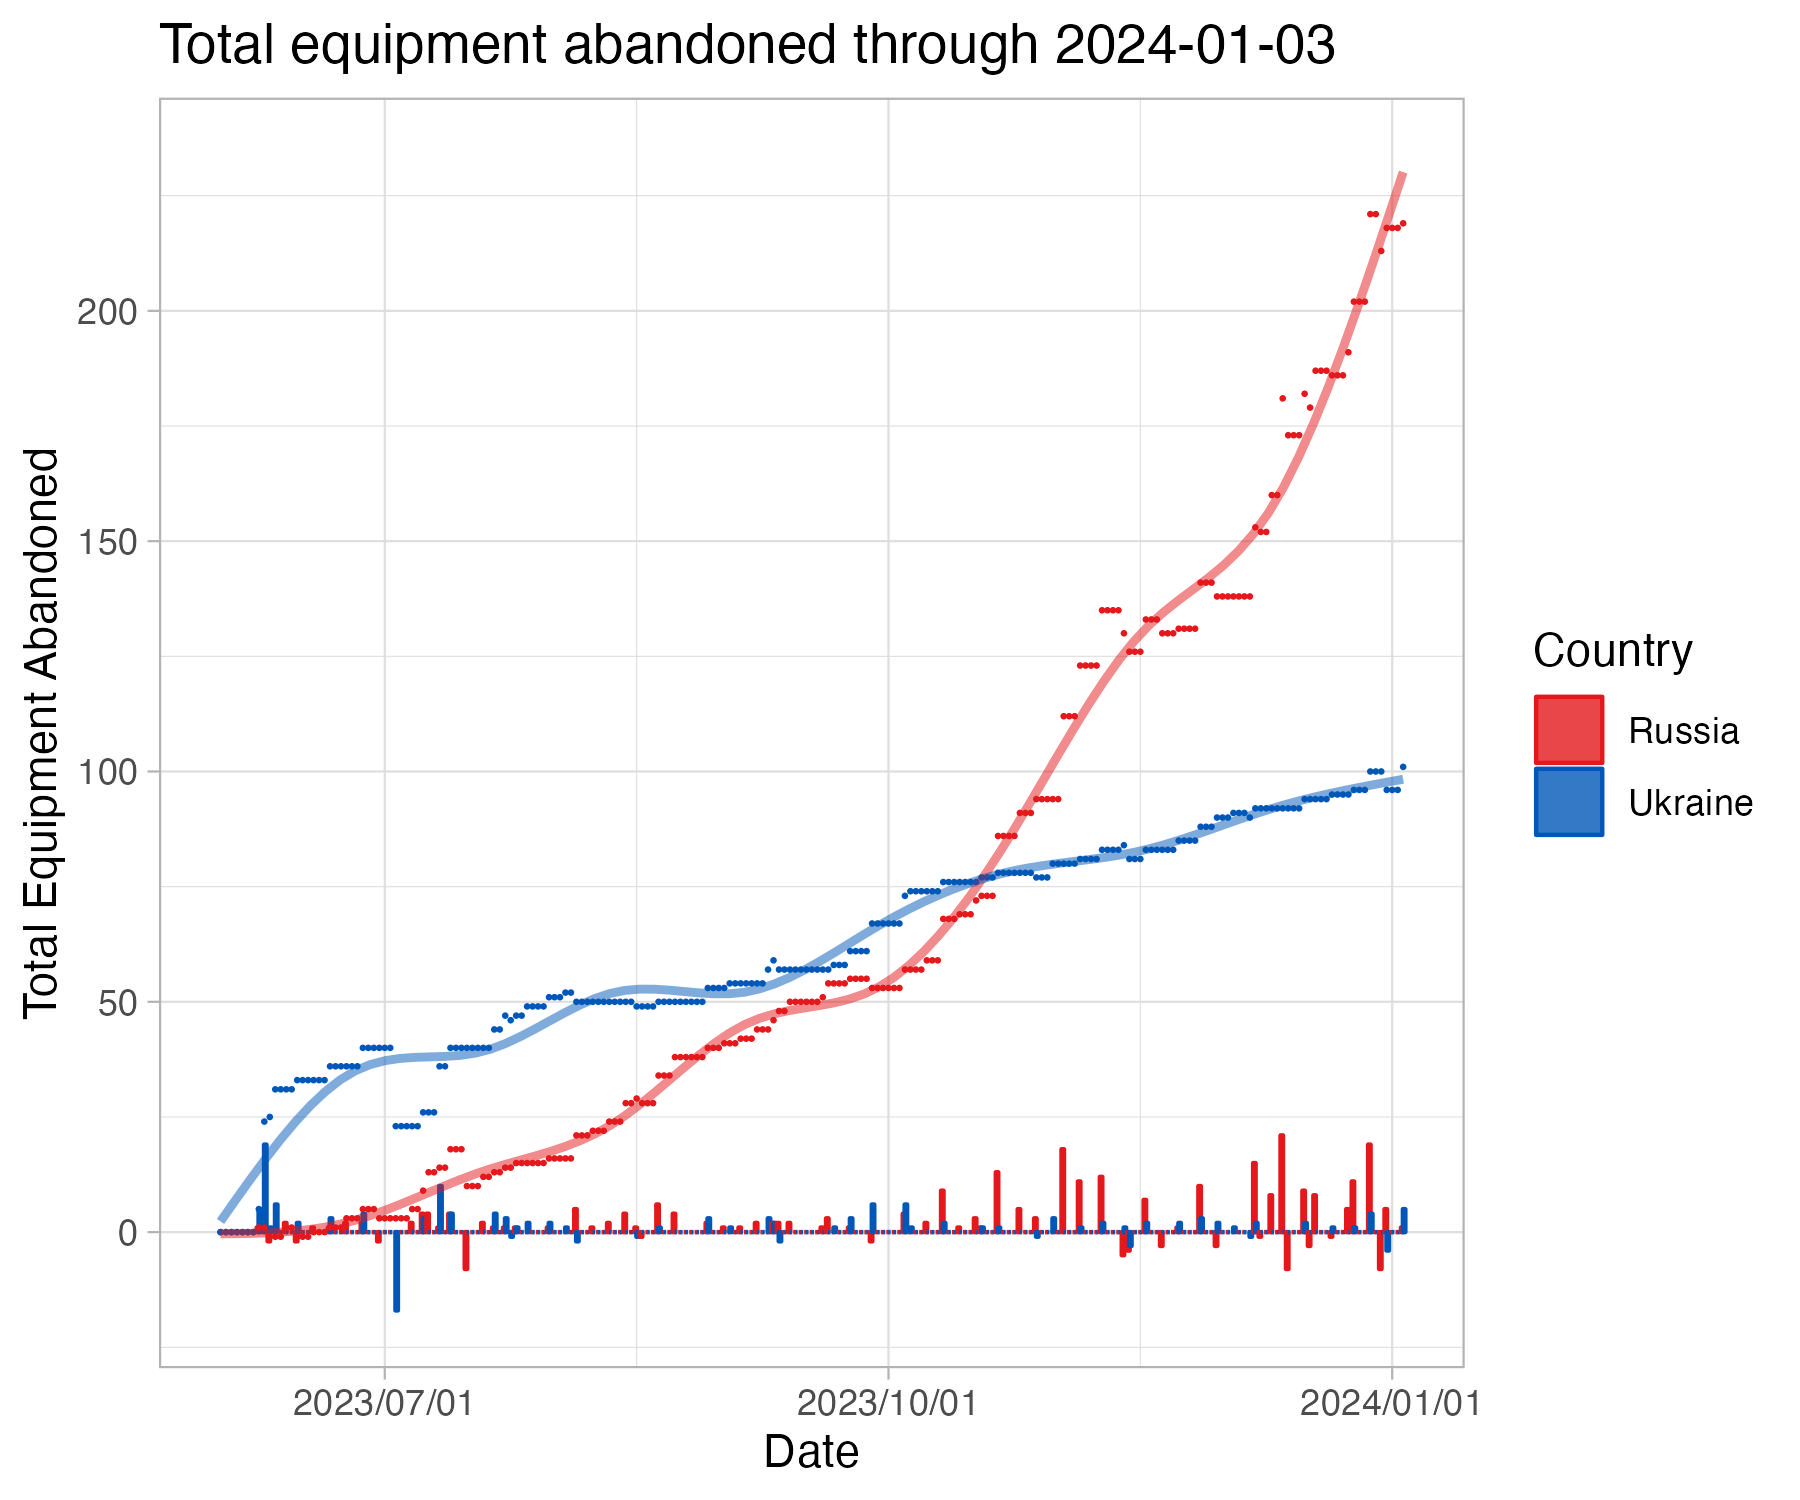 Total equipment abandoned through 2024-01-03
Total Equipment Abandoned
200
150
100
50
0
2023/07/01
2023/10/01
2024/01/01
Date
Country
Russia
Ukraine